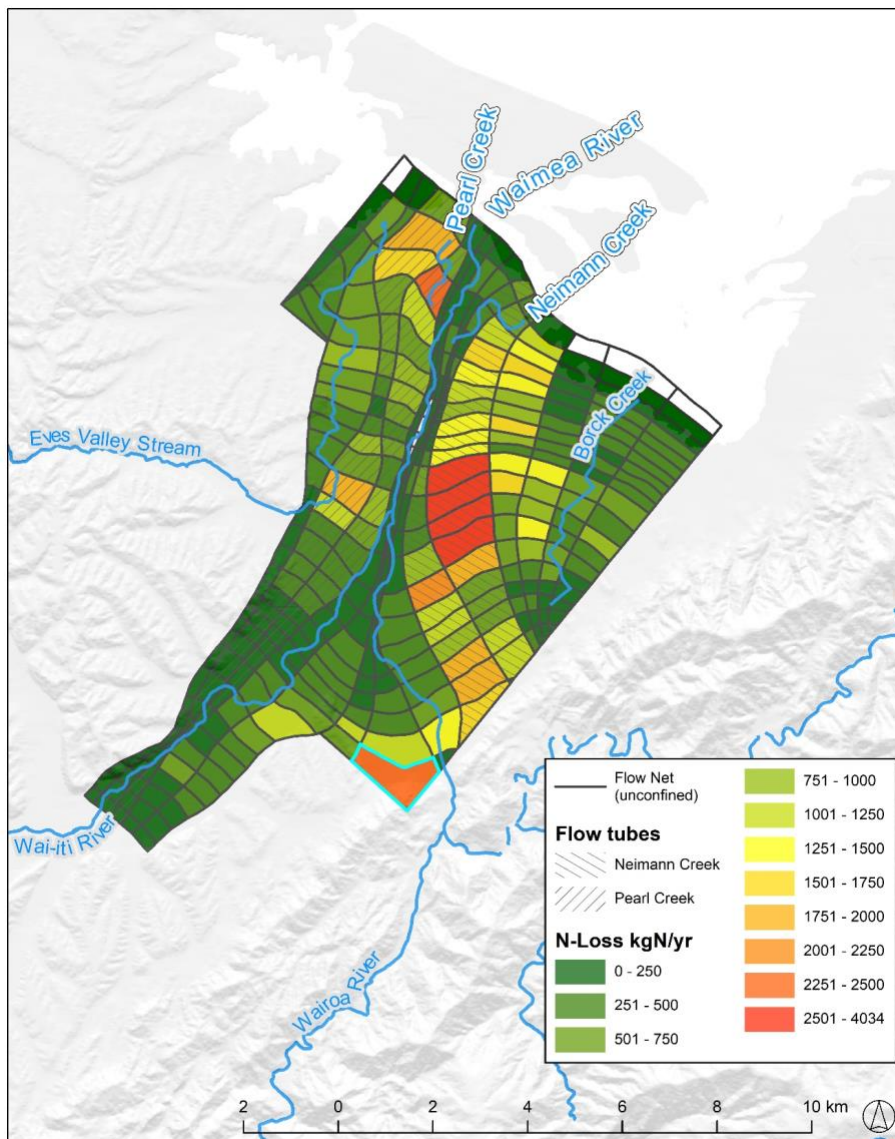 Pearl Creek
Waimea River
Neimann Creek
Borck Creek
Eves Valley Stream
Wai-iti River
Wairoa River
Flow Net
(unconfined)
Flow tubes
Neimann Creek
Pearl Creek
N-Loss kgN/yr
0 - 250
251 - 500
501 - 750
751 - 1000
1001 - 1250
1251 - 1500
1501 - 1750
1751 - 2000
2001 - 2250
2251 - 2500
2501 - 4034
2 0 2 4 6 8 10 km